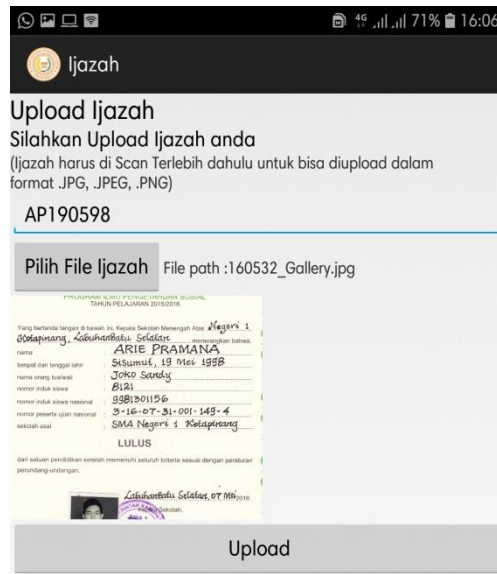 4G 71% 16:06
Ijazah
Upload Ijazah
Silahkan Upload Ijazah anda
(Ijazah harus di Scan Terlebih dahulu untuk bisa diupload dalam
format .JPG, .JPEG, .PNG)
AP190598
Pilih File Ijazah File path :160532_Gallery.jpg
PROGRAM ILMU PENGETAHUAN SOSIAL
TAHUN PELAJARAN 2015/2016
Yang bertanda tangan di bawah ini, Kepala Sekolah Menengah Atas Negeri 1
Kotapinang, Labuhanbatu Selatan menerangkan bahwa:
nama : ARIE PRAMANA
tempat dan tanggal lahir : Sisumut, 19 Mei 1998
nama orang tua/wali : Joko Sandy
nomor induk siswa : 8121
nomor induk siswa nasional : 9981301156
nomor peserta ujian nasional : 3-16-07-31-001-149-4
sekolah asal : SMA Negeri 1 Kotapinang
LULUS
dari satuan pendidikan setelah memenuhi seluruh kriteria sesuai dengan peraturan
perundang-undangan.
Labuhanbatu Selatan, 07 Mei 2016
Kepala Sekolah,
Upload